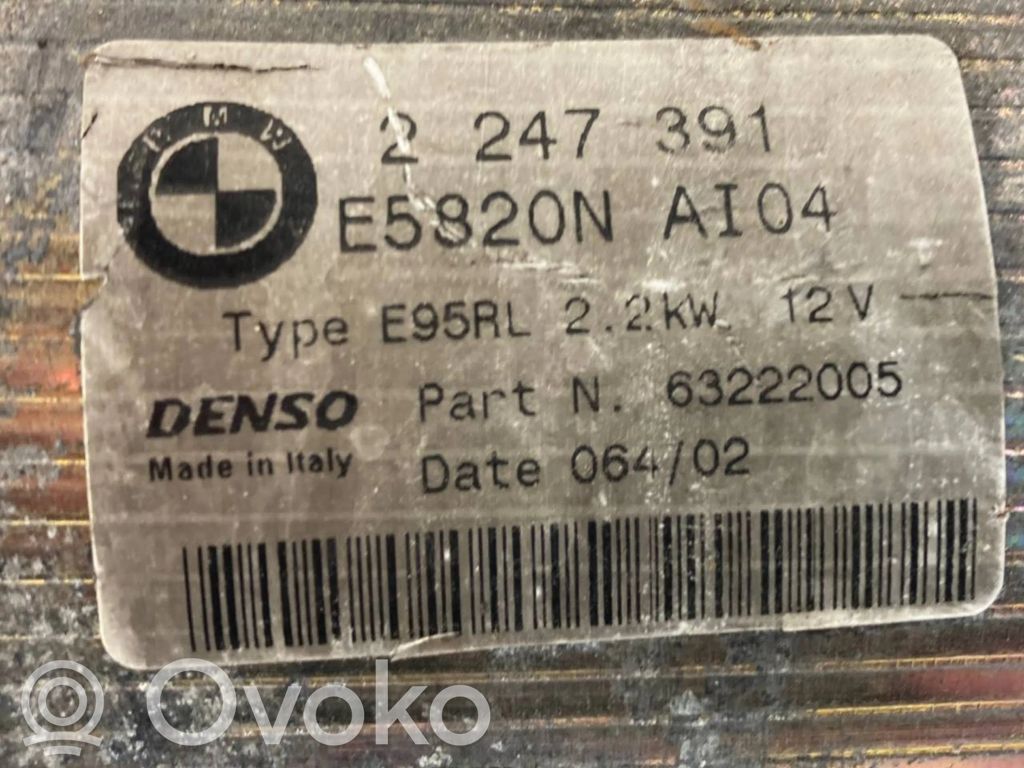 BMW
2 247 391
E5820N AI04
Type E95RL 2.2kW 12V
DENSO Part N. 63222005
Made in Italy Date 064/02
Ovoko